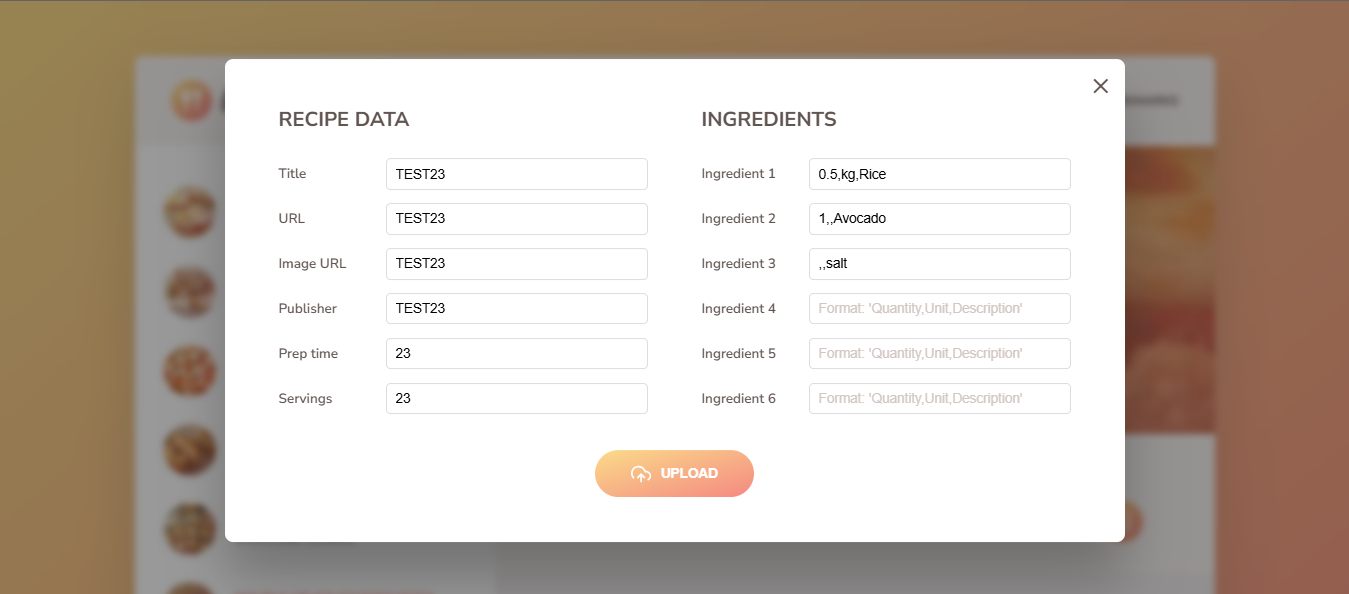 RECIPE DATA
Title TEST23
URL TEST23
Image URL TEST23
Publisher TEST23
Prep time 23
Servings 23
INGREDIENTS
Ingredient 1 0.5,kg,Rice
Ingredient 2 1,,Avocado
Ingredient 3 ,,salt
Ingredient 4 Format: 'Quantity,Unit,Description'
Ingredient 5 Format: 'Quantity,Unit,Description'
Ingredient 6 Format: 'Quantity,Unit,Description'
UPLOAD